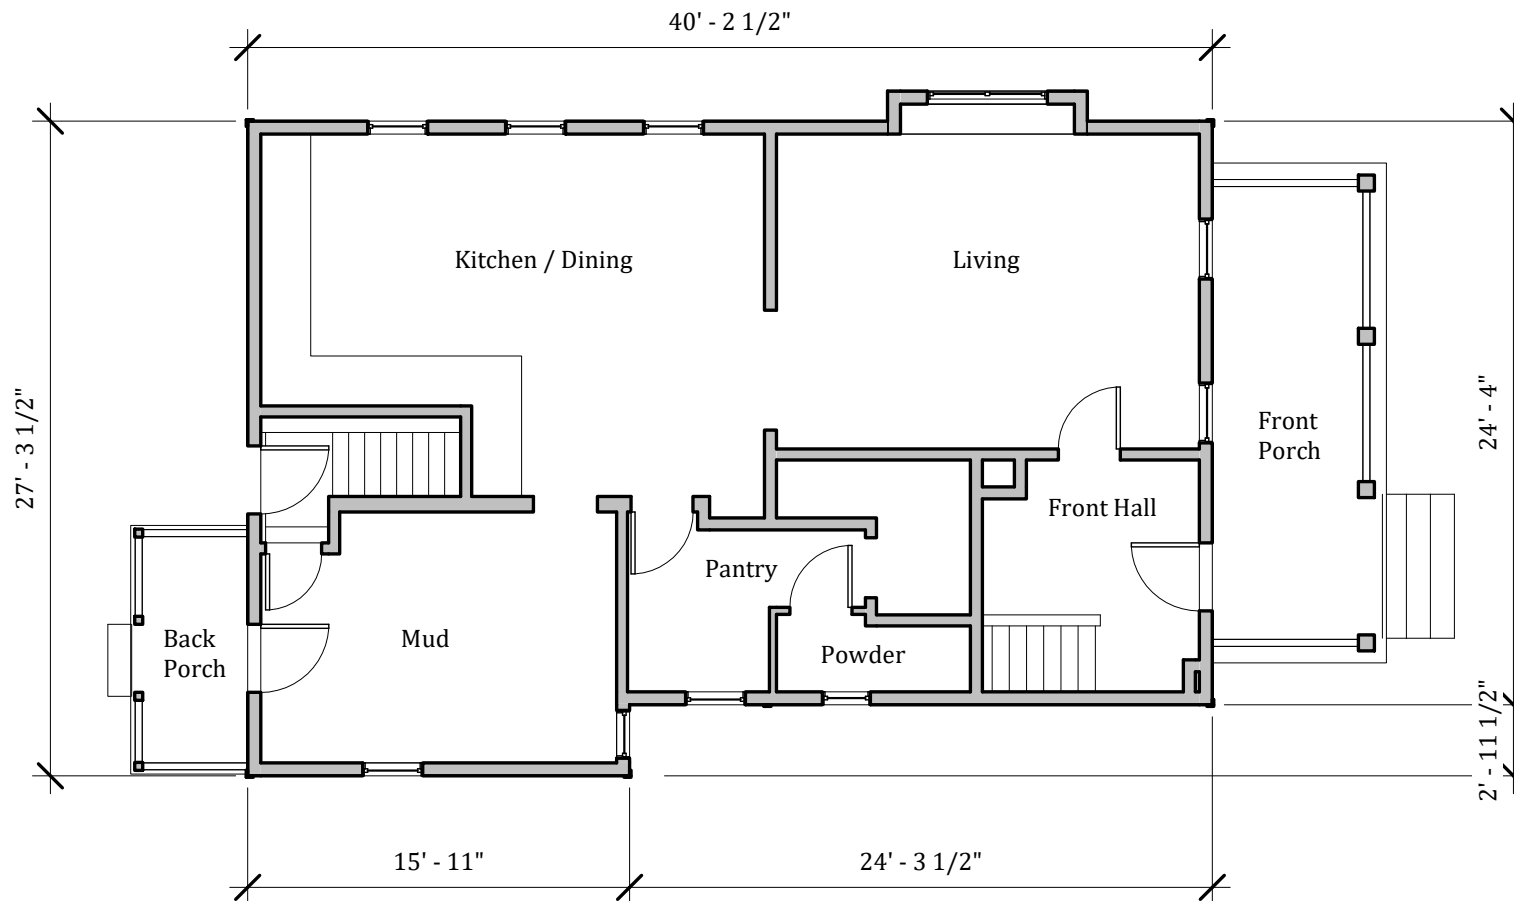 40' - 2 1/2"
Kitchen / Dining
Living
27' - 3 1/2"
24' - 4"
Front
Porch
Front Hall
Pantry
Back
Porch
Mud
Powder
2' - 11 1/2"
15' - 11"
24' - 3 1/2"